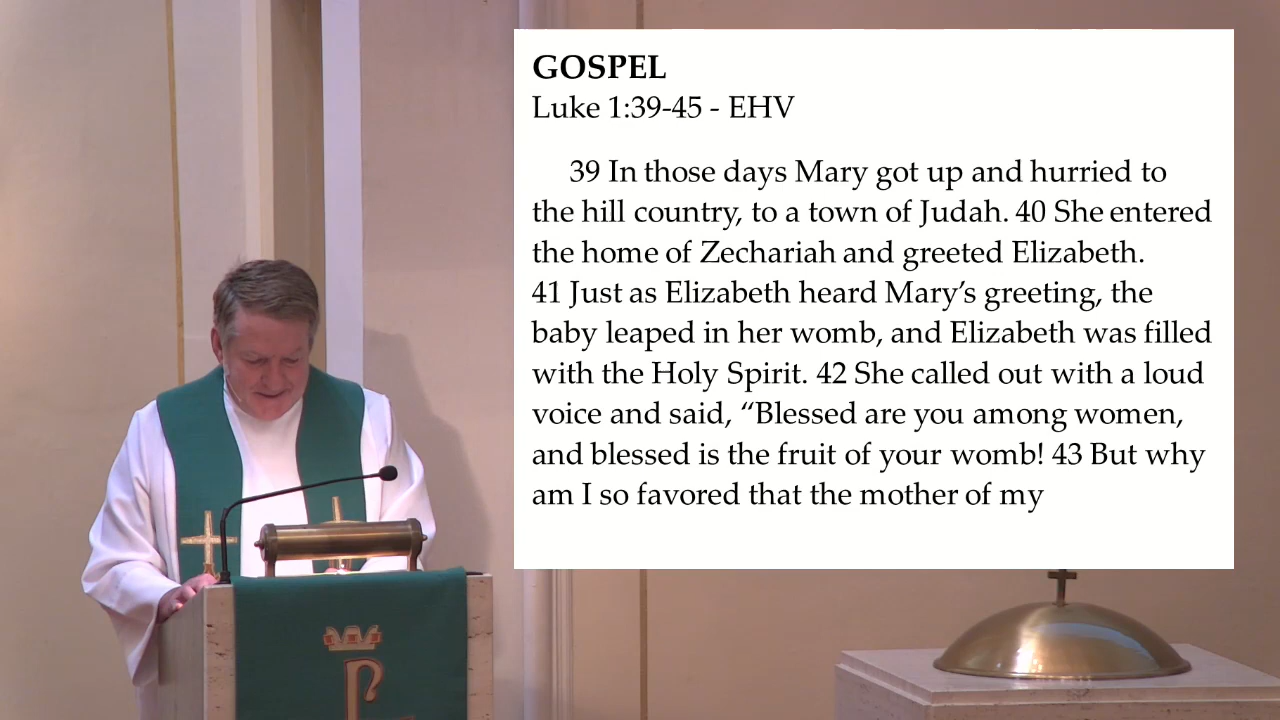 GOSPEL
Luke 1:39-45 - EHV
39 In those days Mary got up and hurried to
the hill country, to a town of Judah. 40 She entered
the home of Zechariah and greeted Elizabeth.
41 Just as Elizabeth heard Mary’s greeting, the
baby leaped in her womb, and Elizabeth was filled
with the Holy Spirit. 42 She called out with a loud
voice and said, “Blessed are you among women,
and blessed is the fruit of your womb! 43 But why
am I so favored that the mother of my